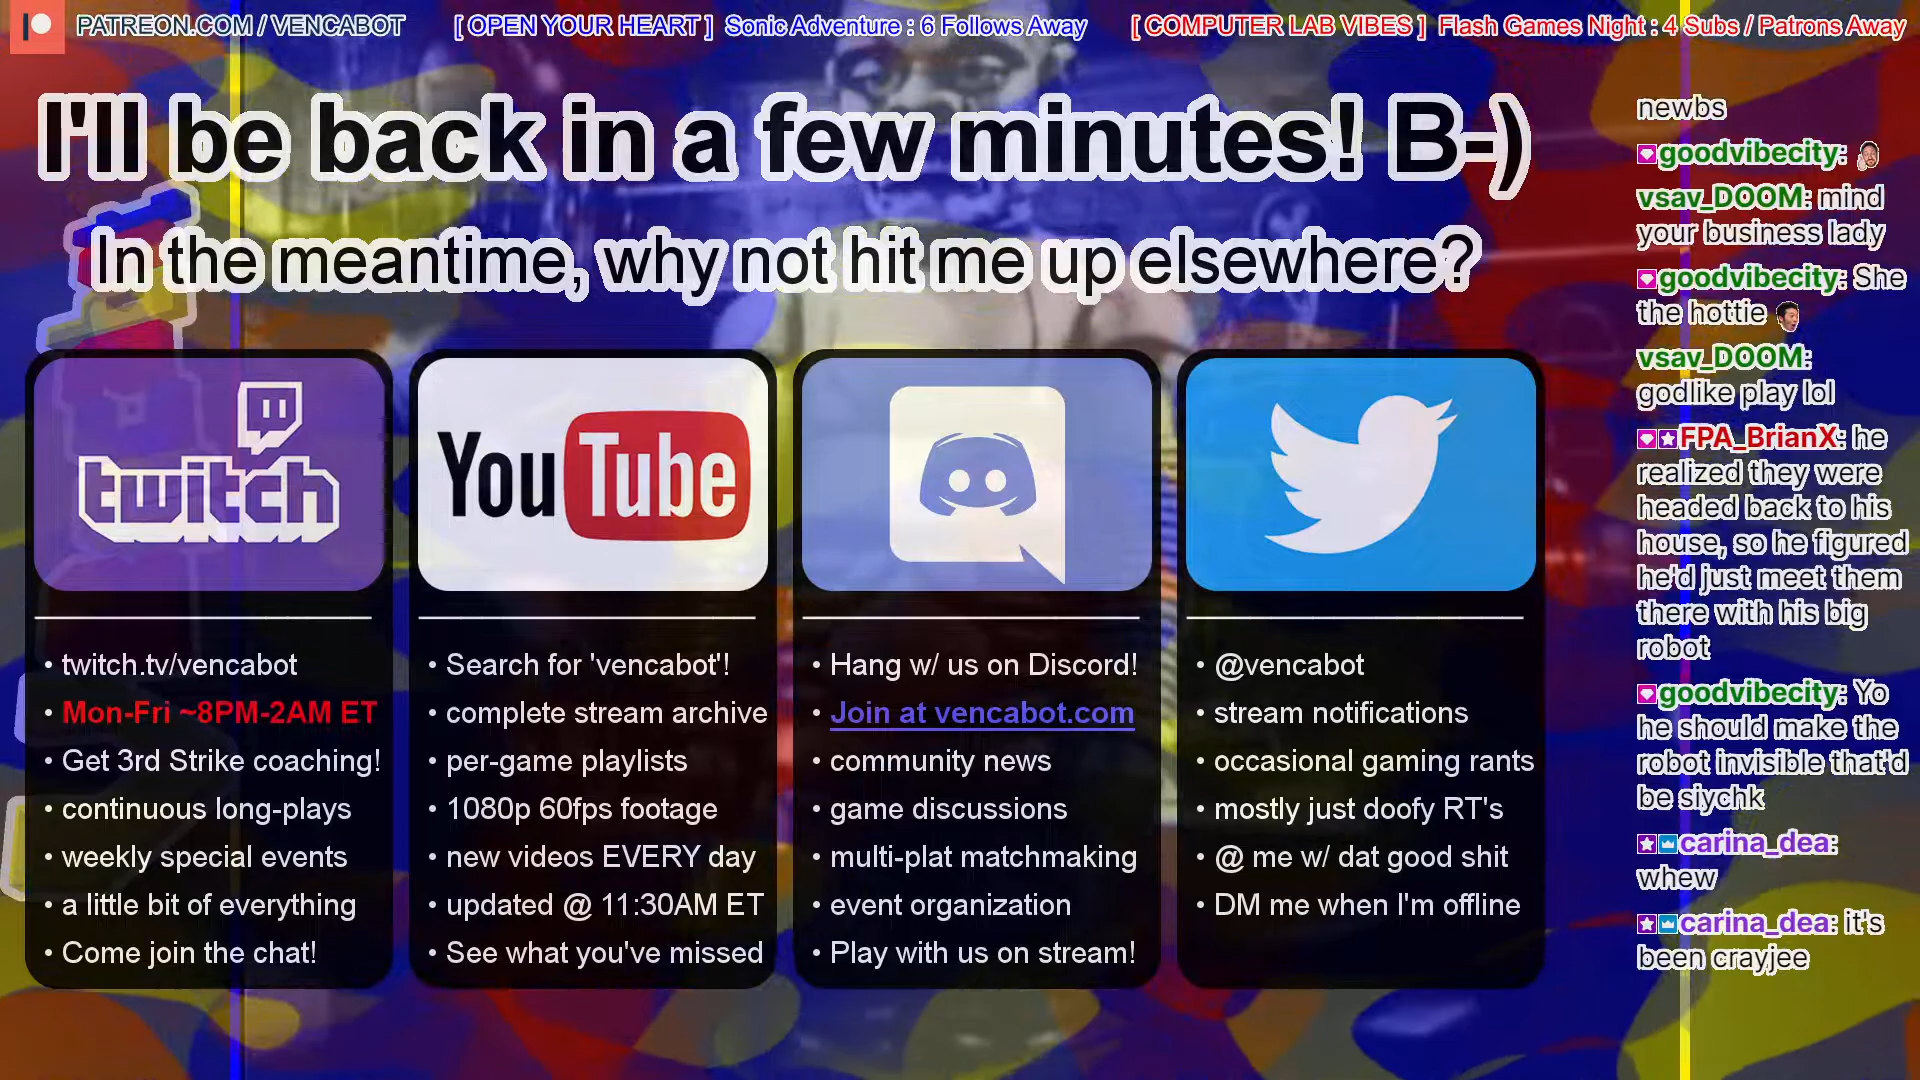 PATREON.COM / VENCABOT
[ OPEN YOUR HEART ] Sonic Adventure : 6 Follows Away
[ COMPUTER LAB VIBES ] Flash Games Night : 4 Subs / Patrons Away
I'll be back in a few minutes! B-)
In the meantime, why not hit me up elsewhere?
twitch
• twitch.tv/vencabot
• Mon-Fri ~8PM-2AM ET
• Get 3rd Strike coaching!
• continuous long-plays
• weekly special events
• a little bit of everything
• Come join the chat!
YouTube
• Search for 'vencabot'!
• complete stream archive
• per-game playlists
• 1080p 60fps footage
• new videos EVERY day
• updated @ 11:30AM ET
• See what you've missed
• Hang w/ us on Discord!
• Join at vencabot.com
• community news
• game discussions
• multi-plat matchmaking
• event organization
• Play with us on stream!
• @vencabot
• stream notifications
• occasional gaming rants
• mostly just doofy RT's
• @ me w/ dat good shit
• DM me when I'm offline
newbs
goodvibecity:
vsav_DOOM: mind
your business lady
goodvibecity: She
the hottie
vsav_DOOM:
godlike play lol
FPA_BrianX: he
realized they were
headed back to his
house, so he figured
he'd just meet them
there with his big
robot
goodvibecity: Yo
he should make the
robot invisible that'd
be siychk
carina_dea:
whew
carina_dea: it's
been crayjee